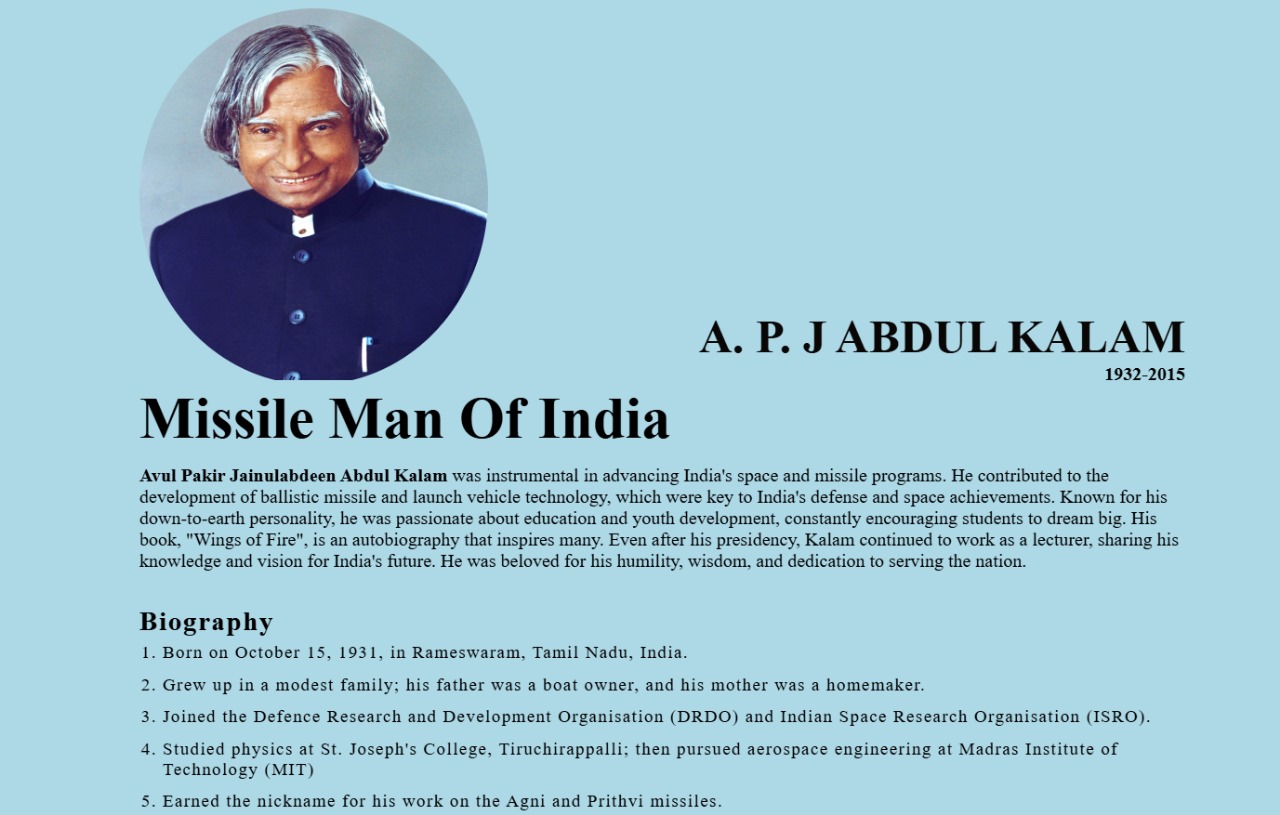 A. P. J ABDUL KALAM
1932-2015
Missile Man Of India
Avul Pakir Jainulabdeen Abdul Kalam was instrumental in advancing India's space and missile programs. He contributed to the
development of ballistic missile and launch vehicle technology, which were key to India's defense and space achievements. Known for his
down-to-earth personality, he was passionate about education and youth development, constantly encouraging students to dream big. His
book, "Wings of Fire", is an autobiography that inspires many. Even after his presidency, Kalam continued to work as a lecturer, sharing his
knowledge and vision for India's future. He was beloved for his humility, wisdom, and dedication to serving the nation.
Biography
1. Born on October 15, 1931, in Rameswaram, Tamil Nadu, India.
2. Grew up in a modest family; his father was a boat owner, and his mother was a homemaker.
3. Joined the Defence Research and Development Organisation (DRDO) and Indian Space Research Organisation (ISRO).
4. Studied physics at St. Joseph's College, Tiruchirappalli; then pursued aerospace engineering at Madras Institute of
Technology (MIT)
5. Earned the nickname for his work on the Agni and Prithvi missiles.